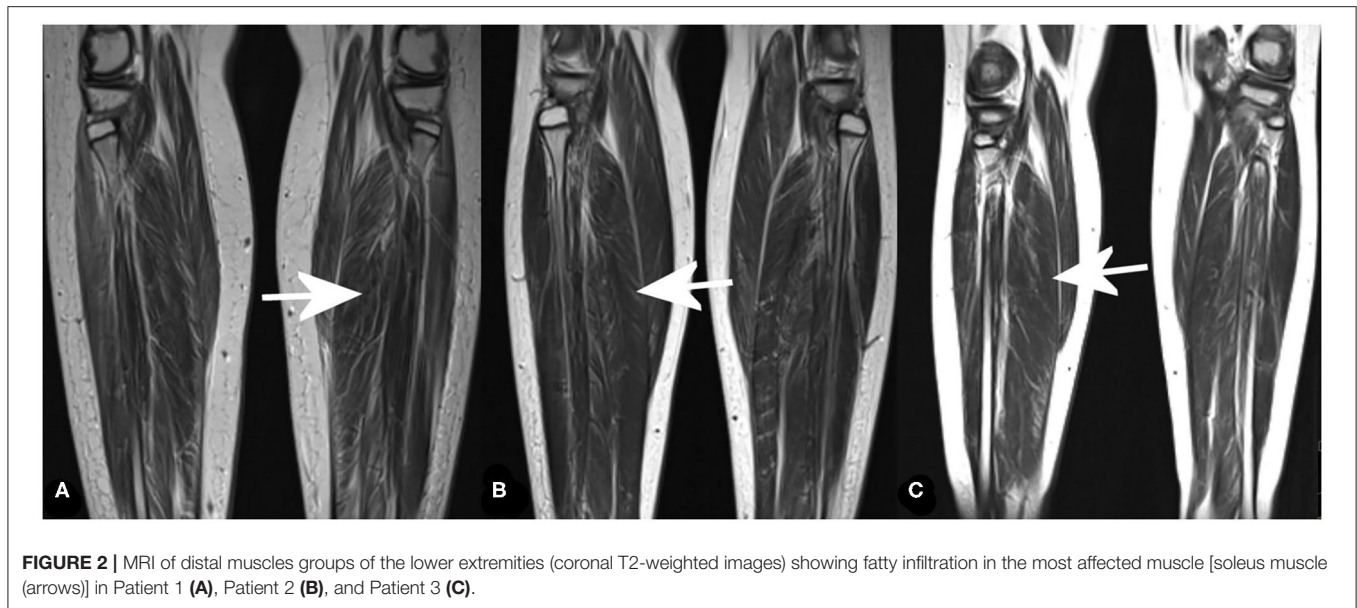 A
B
C
FIGURE 2 | MRI of distal muscles groups of the lower extremities (coronal T2-weighted images) showing fatty infiltration in the most affected muscle [soleus muscle
(arrows)] in Patient 1 (A), Patient 2 (B), and Patient 3 (C).